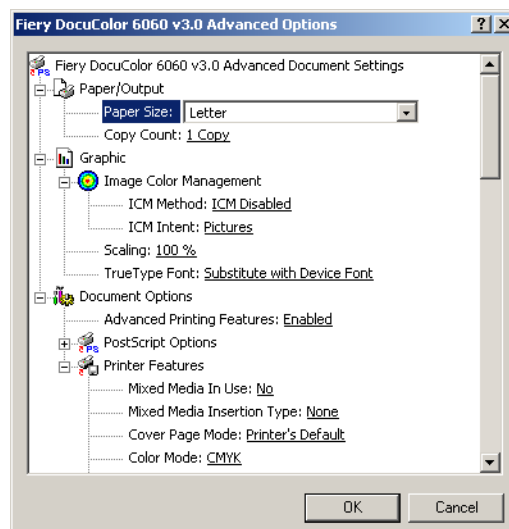 Fiery DocuColor 6060 v3.0 Advanced Options
Fiery DocuColor 6060 v3.0 Advanced Document Settings
Paper/Output
Paper Size: Letter
Copy Count: 1 Copy
Graphic
Image Color Management
ICM Method: ICM Disabled
ICM Intent: Pictures
Scaling: 100 %
TrueType Font: Substitute with Device Font
Document Options
Advanced Printing Features: Enabled
PostScript Options
Printer Features
Mixed Media In Use: No
Mixed Media Insertion Type: None
Cover Page Mode: Printer's Default
Color Mode: CMYK
OK Cancel